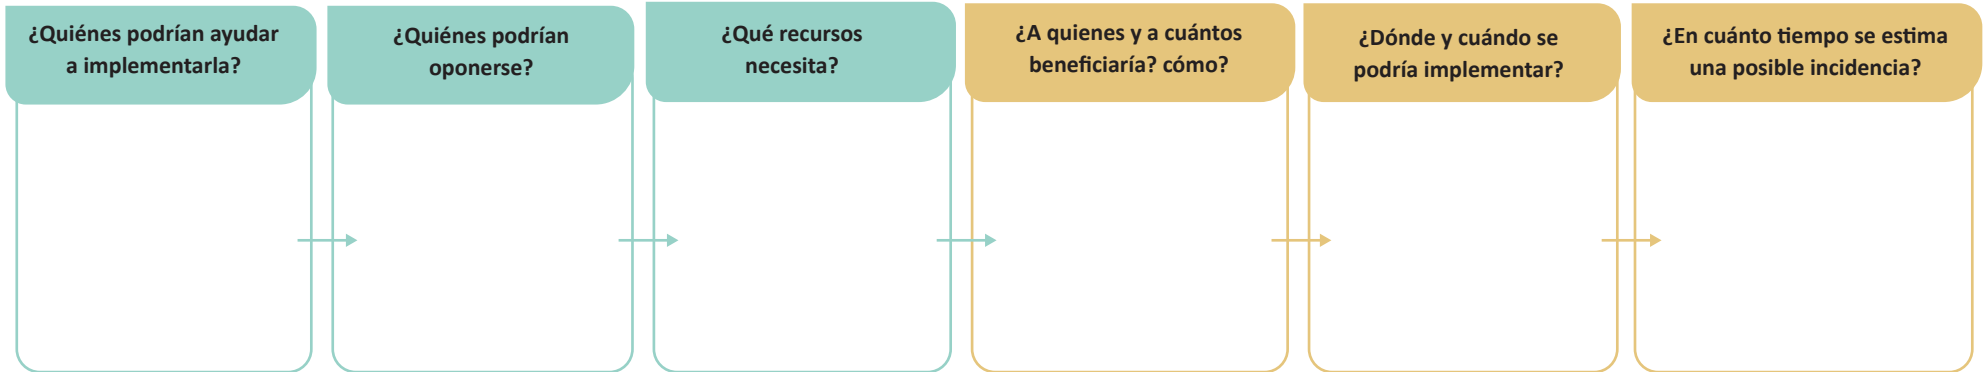 ¿Quiénes podrían ayudar
a implementarla?
¿Quiénes podrían
oponerse?
¿Qué recursos
necesita?
¿A quienes y a cuántos
beneficiaría? cómo?
¿Dónde y cuándo se
podría implementar?
¿En cuánto tiempo se estima
una posible incidencia?